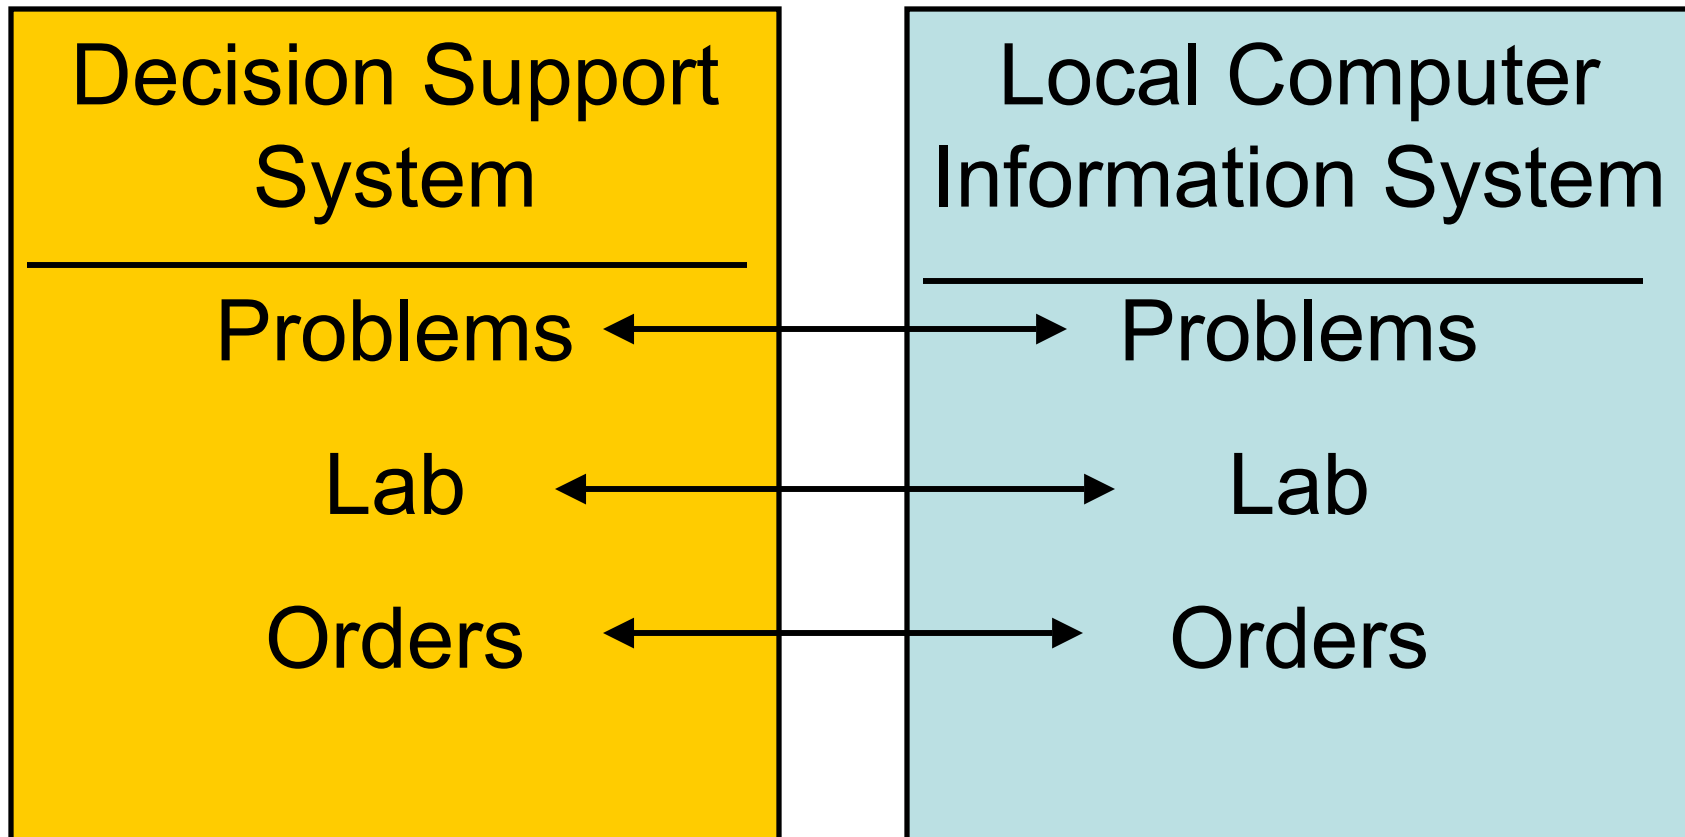 Decision Support
System
Problems
Lab
Orders
Local Computer
Information System
Problems
Lab
Orders